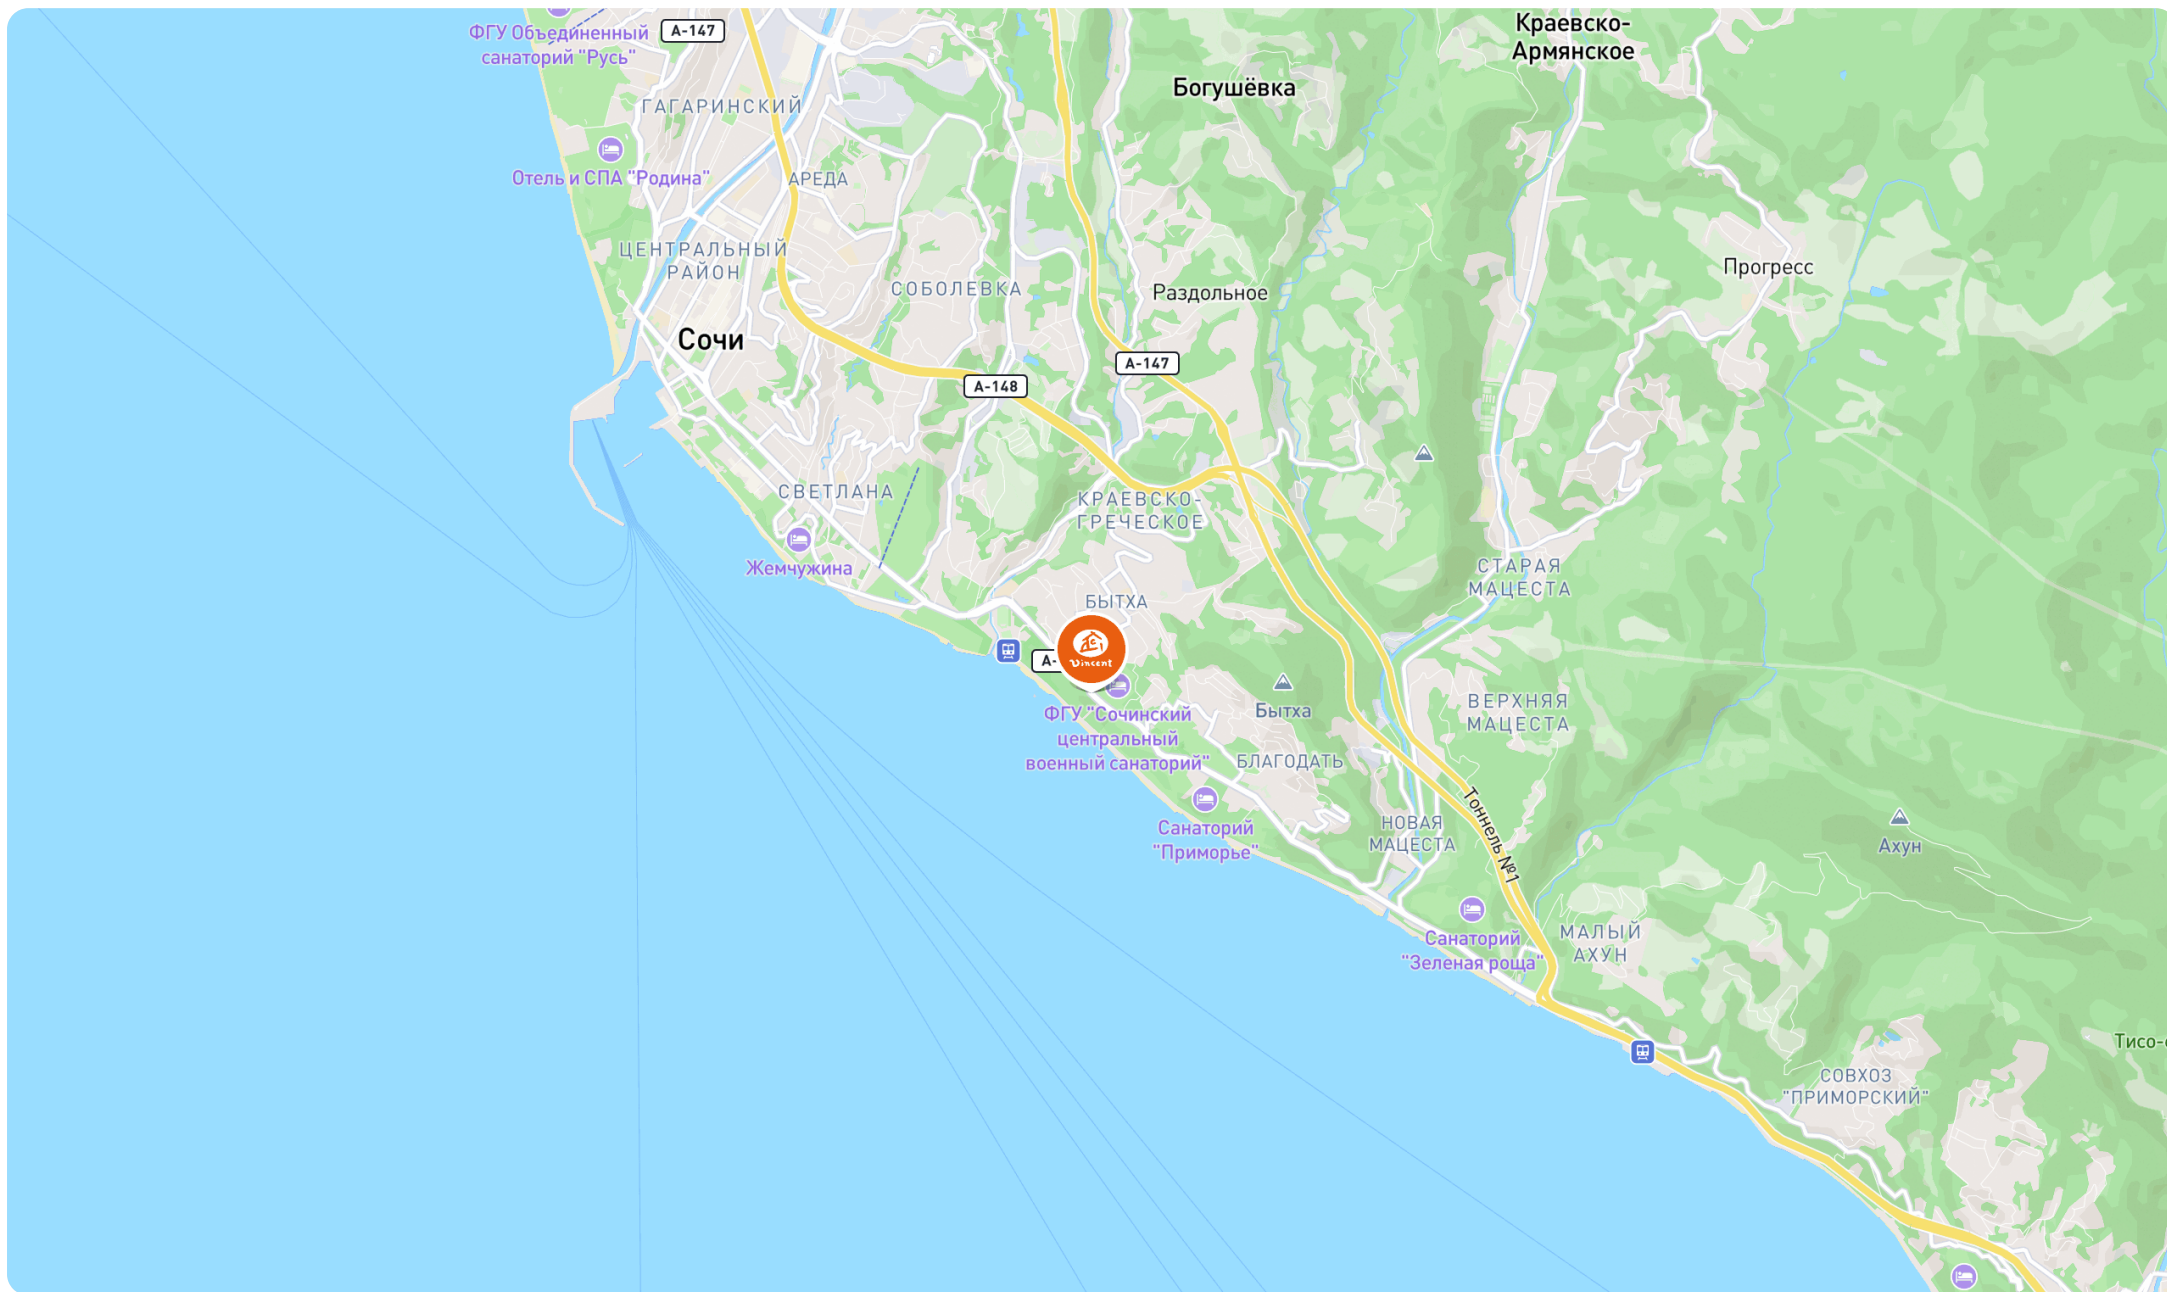 ФГУ Объединенный
санаторий "Русь"
А-147
Краевско-
Армянское
Богушёвка
ГАГАРИНСКИЙ
Отель и СПА "Родина"
АРЕДА
ЦЕНТРАЛЬНЫЙ
РАЙОН
СОБОЛЕВКА
Раздольное
Прогресс
Сочи
А-147
А-148
СВЕТЛАНА
КРАЕВСКО-
ГРЕЧЕСКОЕ
Жемчужина
СТАРАЯ
МАЦЕСТА
БЫТХА
Vincent
А-
ФГУ "Сочинский
центральный
военный санаторий"
Бытха
ВЕРХНЯЯ
МАЦЕСТА
БЛАГОДАТЬ
Тоннель №1
Санаторий
"Приморье"
НОВАЯ
МАЦЕСТА
Ахун
Санаторий
"Зеленая роща"
МАЛЫЙ
АХУН
Тисо-
СОВХОЗ
"ПРИМОРСКИЙ"